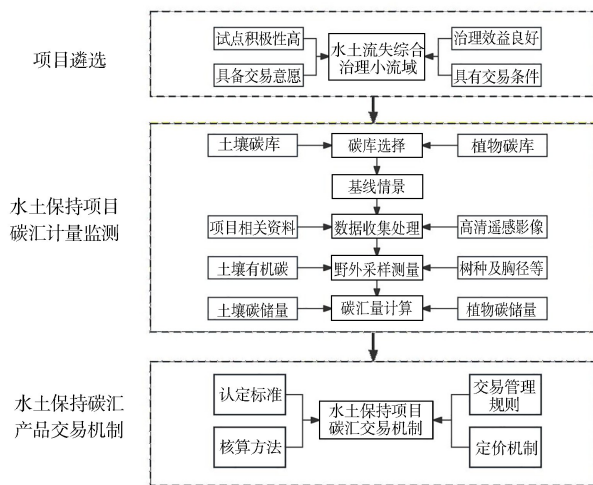 项目遴选
试点积极性高
具备交易意愿
水土流失综合
治理小流域
治理效益良好
具有交易条件
水土保持项目
碳汇计量监测
土壤碳库
碳库选择
植物碳库
基线情景
项目相关资料
数据收集处理
高清遥感影像
土壤有机碳
野外采样测量
树种及胸径等
土壤碳储量
碳汇量计算
植物碳储量
水土保持碳汇
产品交易机制
认定标准
核算方法
水土保持项目
碳汇交易机制
交易管理
规则
定价机制